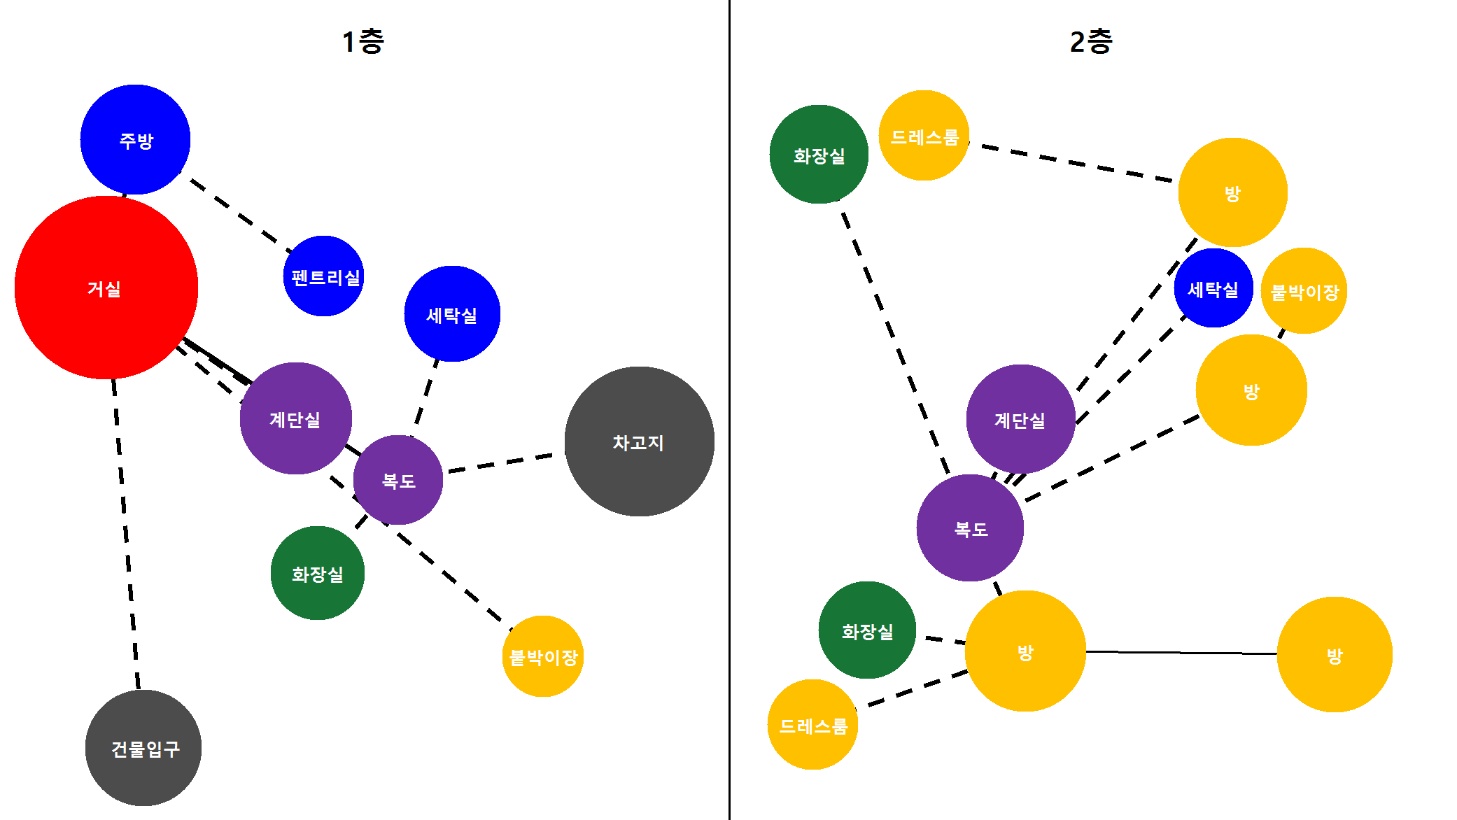 1층
주방
거실
펜트리실
세탁실
계단실
차고지
복도
화장실
붙박이장
건물입구
2층
화장실
드레스룸
방
세탁실
붙박이장
방
계단실
복도
화장실
방
방
드레스룸